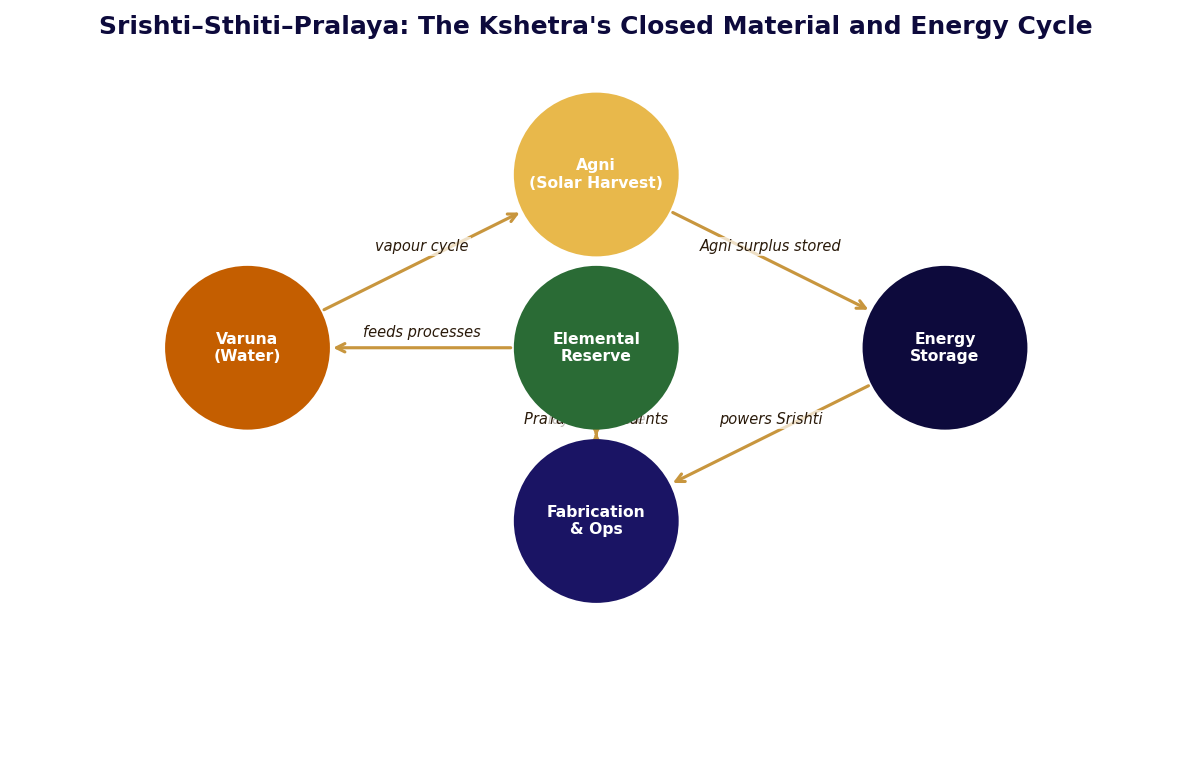 Srishti–Sthiti–Pralaya: The Kshetra's Closed Material and Energy Cycle
Agni
(Solar Harvest)
vapour cycle
Agni surplus stored
Varuna
(Water)
feeds processes
Elemental
Reserve
Energy
Storage
powers Srishti
Fabrication
& Ops